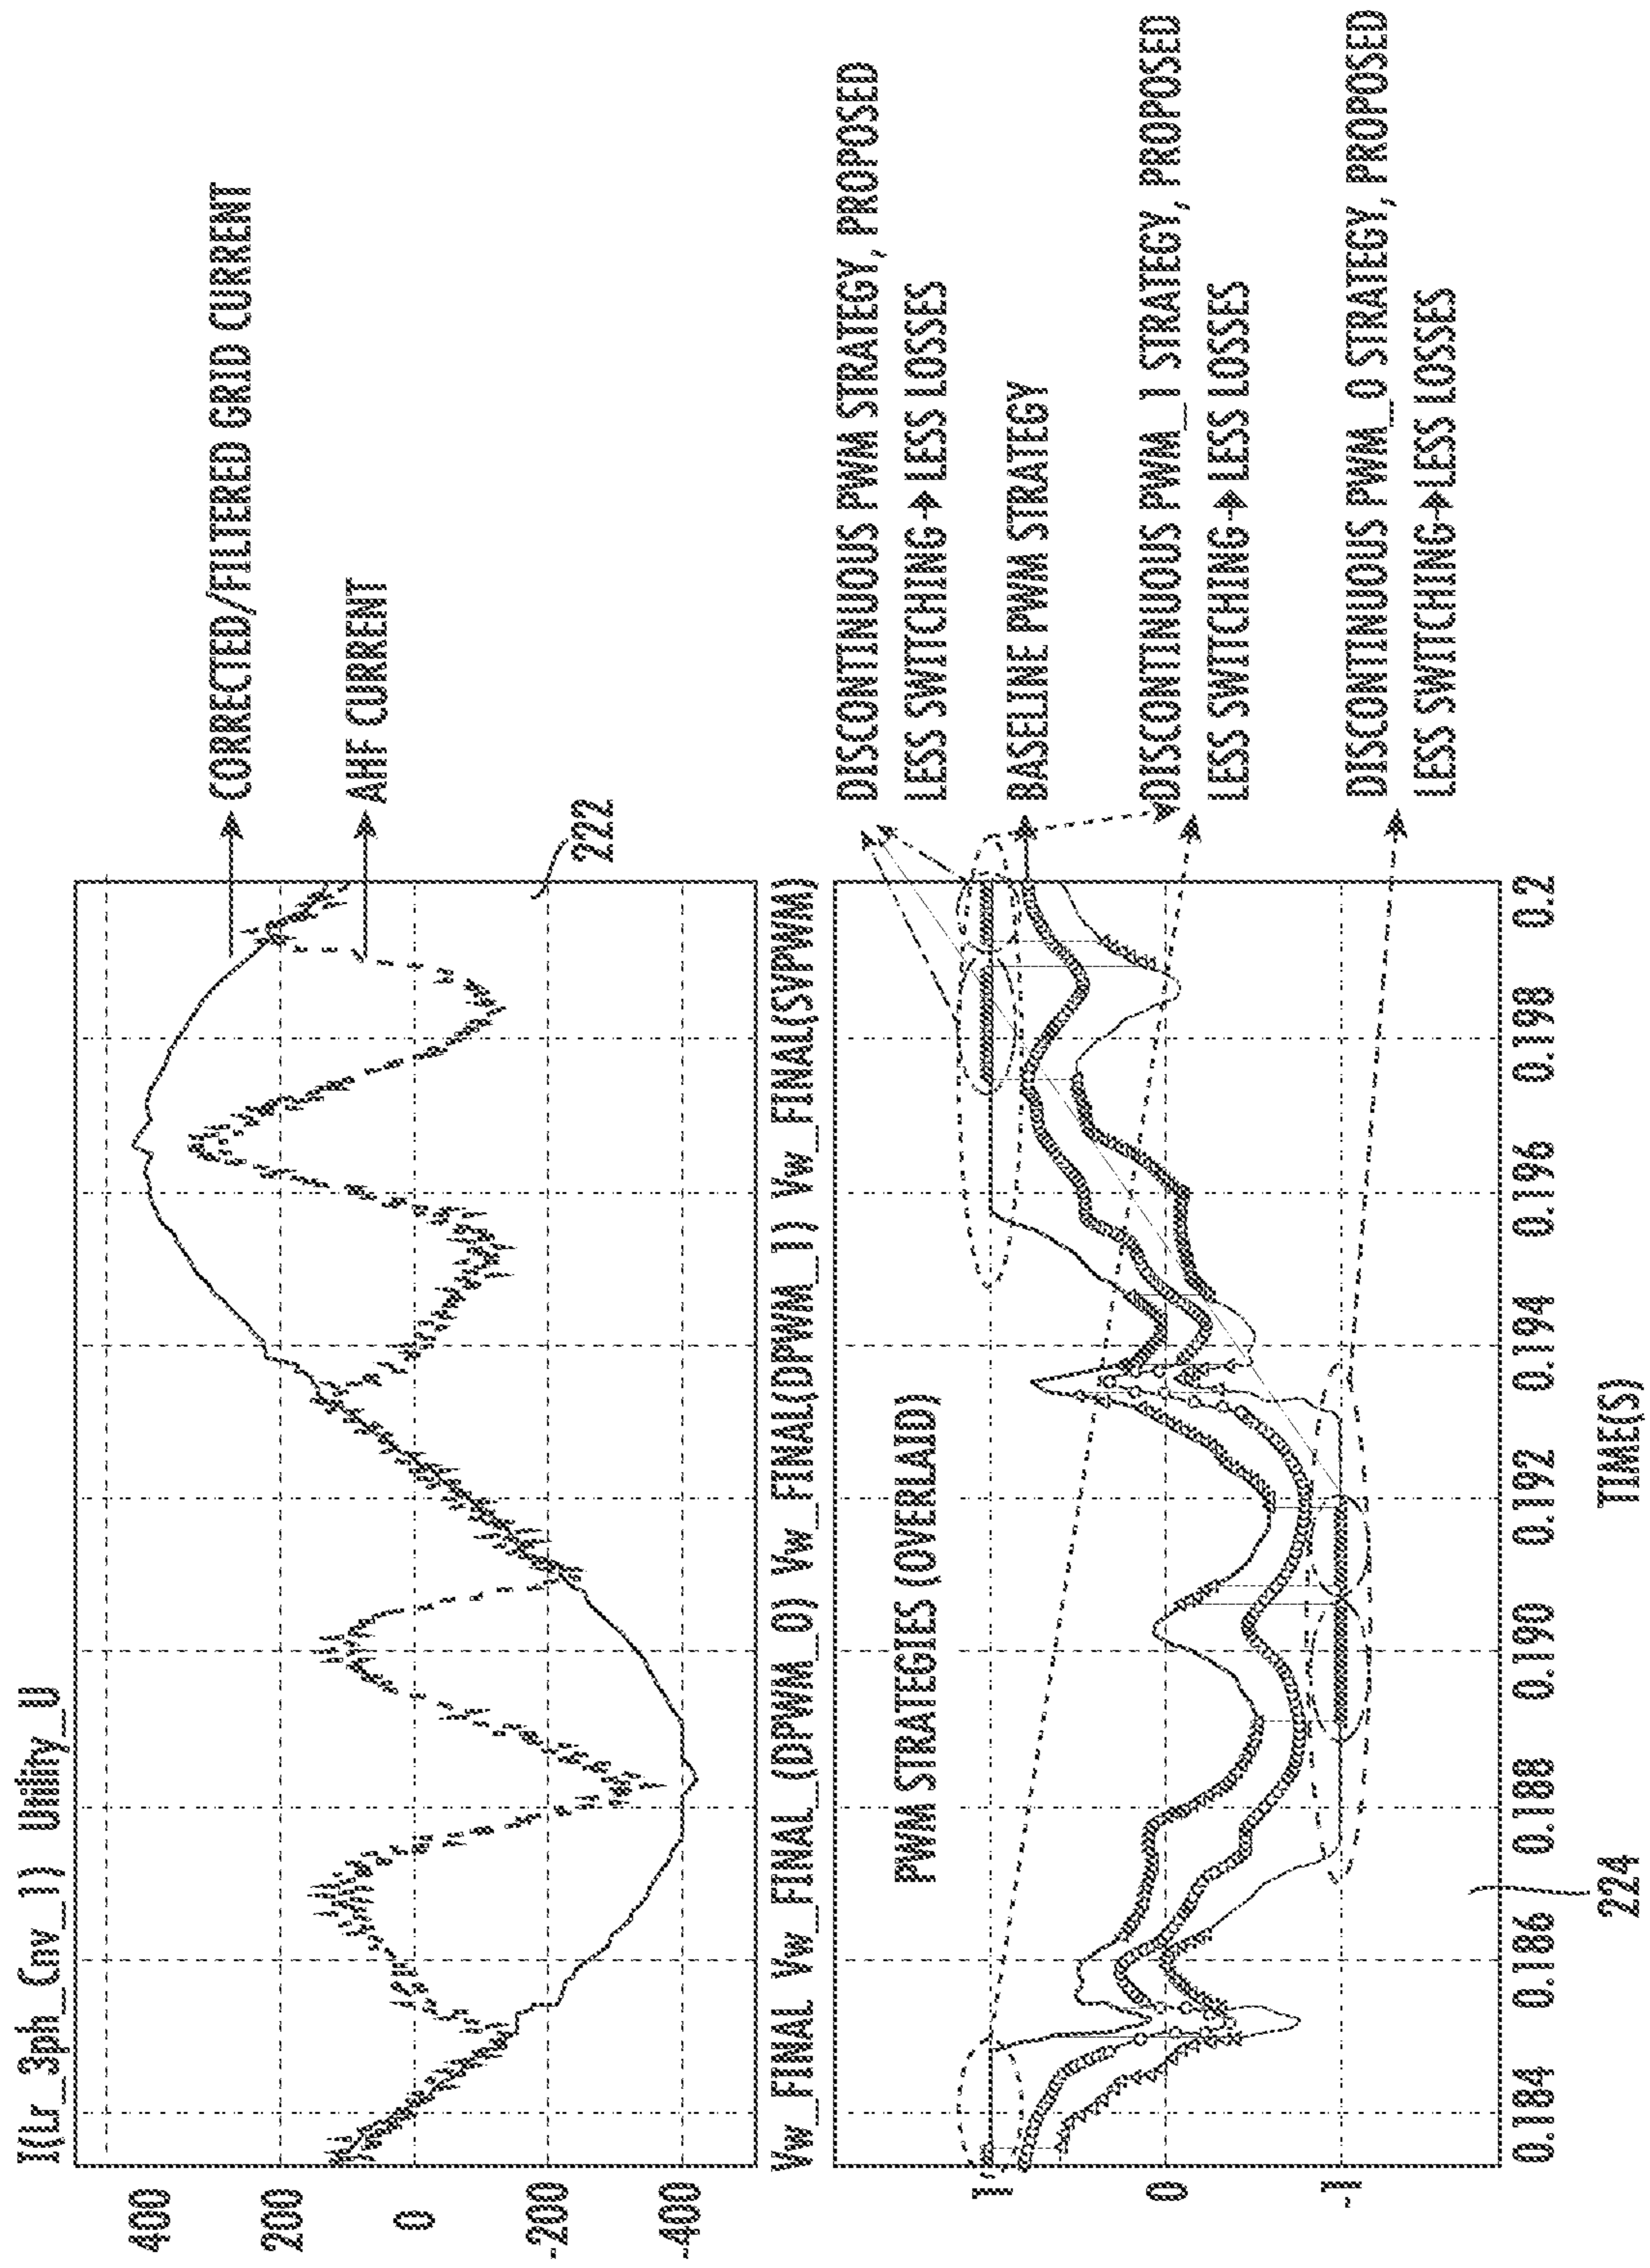 I(Lr_3ph_Cnv_1) Utility_U
400
200
0
-200
-400
CORRECTED/FILTERED GRID CURRENT
AHF CURRENT
222
Vw_FINAL Vw_FINAL_(DPWM_0) Vw_FINAL(DPWM_1) Vw_FINAL(SVPWM)
PWM STRATEGIES (OVERLAID)
1
0
-1
DISCONTINUOUS PWM STRATEGY, PROPOSED
LESS SWITCHING→LESS LOSSES
BASELINE PWM STRATEGY
DISCONTINUOUS PWM_1 STRATEGY, PROPOSED
LESS SWITCHING→LESS LOSSES
DISCONTINUOUS PWM_0 STRATEGY, PROPOSED
LESS SWITCHING→LESS LOSSES
0.184 0.186 0.188 0.190 0.192 0.194 0.196 0.198 0.2
224
TIME(S)